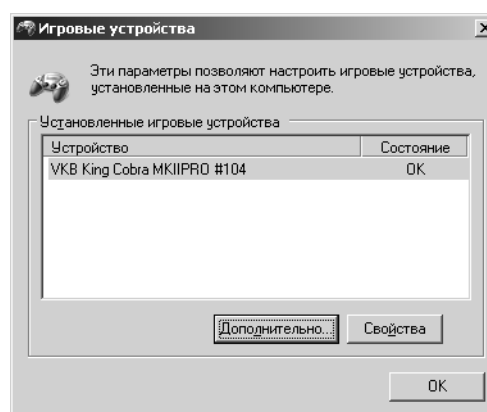 Игровые устройства
Эти параметры позволяют настроить игровые устройства,
установленные на этом компьютере.
Установленные игровые устройства
Устройство Состояние
VKB King Cobra MKIIPRO #104 OK
Дополнительно... Свойства
OK